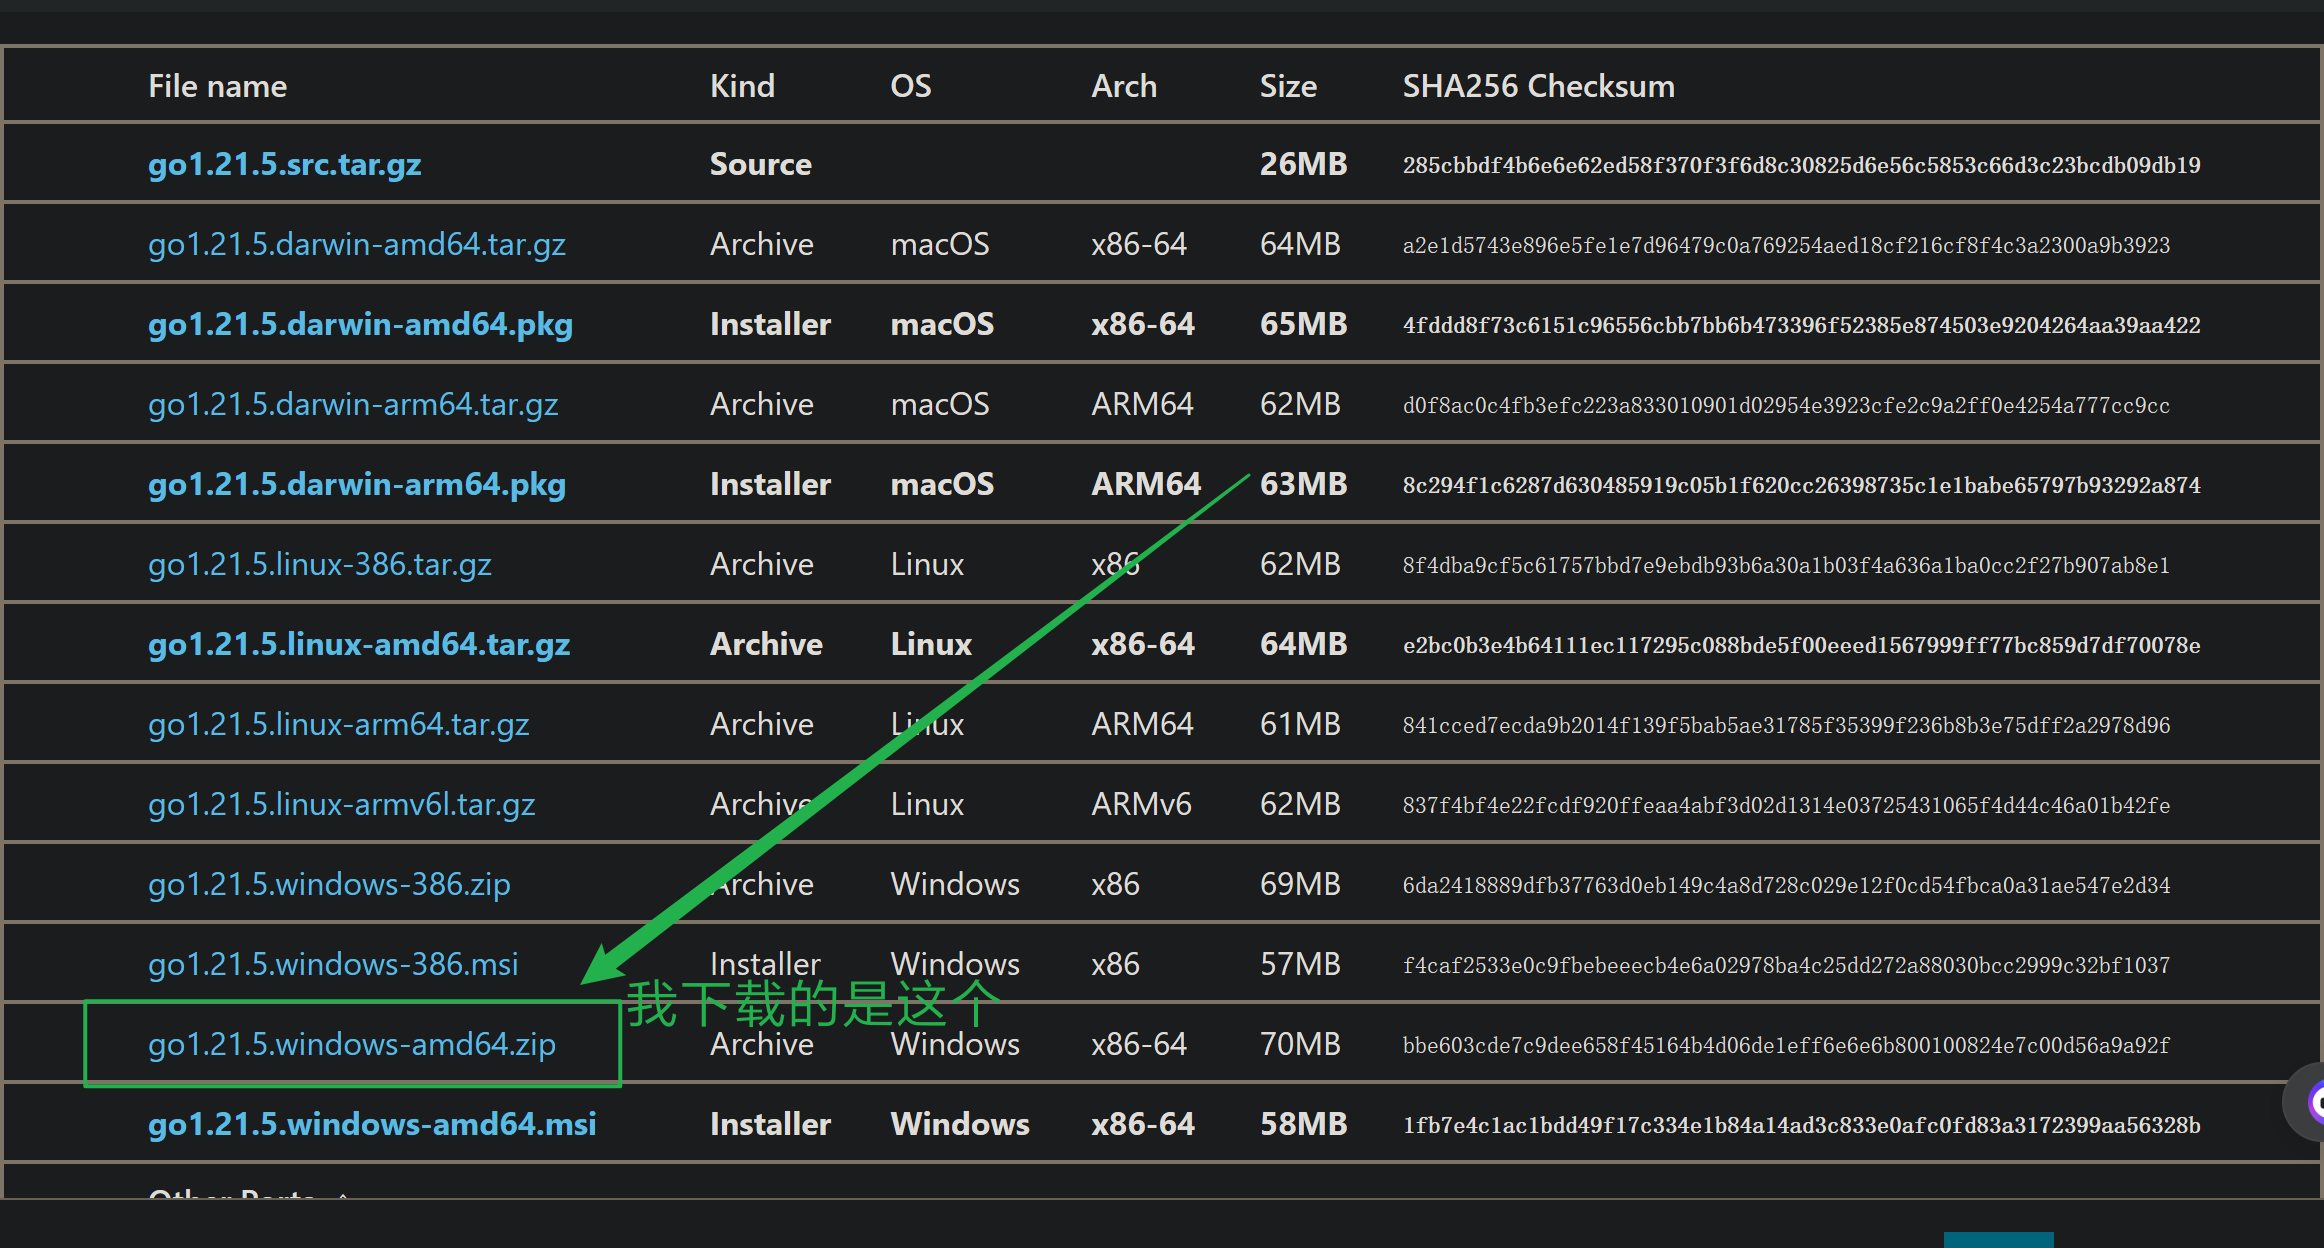 File name Kind OS Arch Size SHA256 Checksum
go1.21.5.src.tar.gz Source 26MB 285cbbdf4b6e6e62ed58f370f3f6d8c30825d6e56c5853c66d3c23bcdb09db19
go1.21.5.darwin-amd64.tar.gz Archive macOS x86-64 64MB a2e1d5743e896e5fe1e7d96479c0a769254aed18cf216cf8f4c3a2300a9b3923
go1.21.5.darwin-amd64.pkg Installer macOS x86-64 65MB 4fddd8f73c6151c96556cbb7bb6b473396f52385e874503e9204264aa39aa422
go1.21.5.darwin-arm64.tar.gz Archive macOS ARM64 62MB d0f8ac0c4fb3efc223a833010901d02954e3923cfe2c9a2ff0e4254a777cc9cc
go1.21.5.darwin-arm64.pkg Installer macOS ARM64 63MB 8c294f1c6287d630485919c05b1f620cc26398735c1e1babe65797b93292a874
go1.21.5.linux-386.tar.gz Archive Linux x86 62MB 8f4dba9cf5c61757bbd7e9ebdb93b6a30a1b03f4a636a1ba0cc2f27b907ab8e1
go1.21.5.linux-amd64.tar.gz Archive Linux x86-64 64MB e2bc0b3e4b64111ec117295c088bde5f00eeed1567999ff77bc859d7df70078e
go1.21.5.linux-arm64.tar.gz Archive Linux ARM64 61MB 841cced7ecda9b2014f139f5bab5ae31785f35399f236b8b3e75dff2a2978d96
go1.21.5.linux-armv6l.tar.gz Archive Linux ARMv6 62MB 837f4bf4e22fcdf920ffeaa4abf3d02d1314e03725431065f4d44c46a01b42fe
go1.21.5.windows-386.zip Archive Windows x86 69MB 6da2418889dfb37763d0eb149c4a8d728c029e12f0cd54fbca0a31ae547e2d34
go1.21.5.windows-386.msi Installer Windows x86 57MB f4caf2533e0c9fbebeeecb4e6a02978ba4c25dd272a88030bcc2999c32bf1037
我下载的是这个
go1.21.5.windows-amd64.zip Archive Windows x86-64 70MB bbe603cde7c9dee658f45164b4d06de1eff6e6e6b800100824e7c00d56a9a92f
go1.21.5.windows-amd64.msi Installer Windows x86-64 58MB 1fb7e4c1ac1bdd49f17c334e1b84a14ad3c833e0afc0fd83a3172399aa56328b
Other Ports